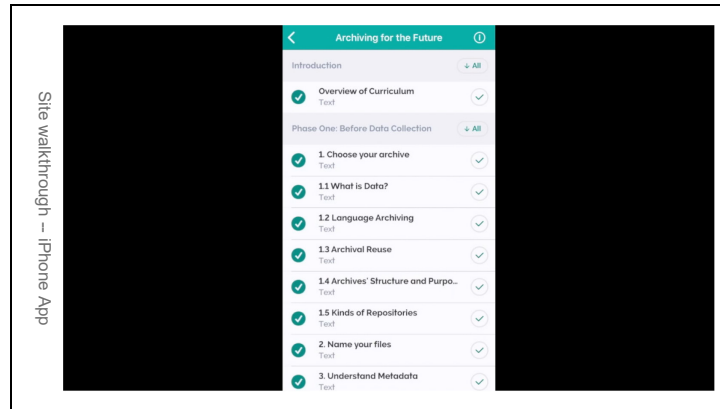 Site walkthrough – iPhone App
Archiving for the Future
Introduction
All
Overview of Curriculum
Text
Phase One: Before Data Collection
All
1. Choose your archive
Text
1.1 What is Data?
Text
1.2 Language Archiving
Text
1.3 Archival Reuse
Text
1.4 Archives' Structure and Purpo...
Text
1.5 Kinds of Repositories
Text
2. Name your files
Text
3. Understand Metadata
Text